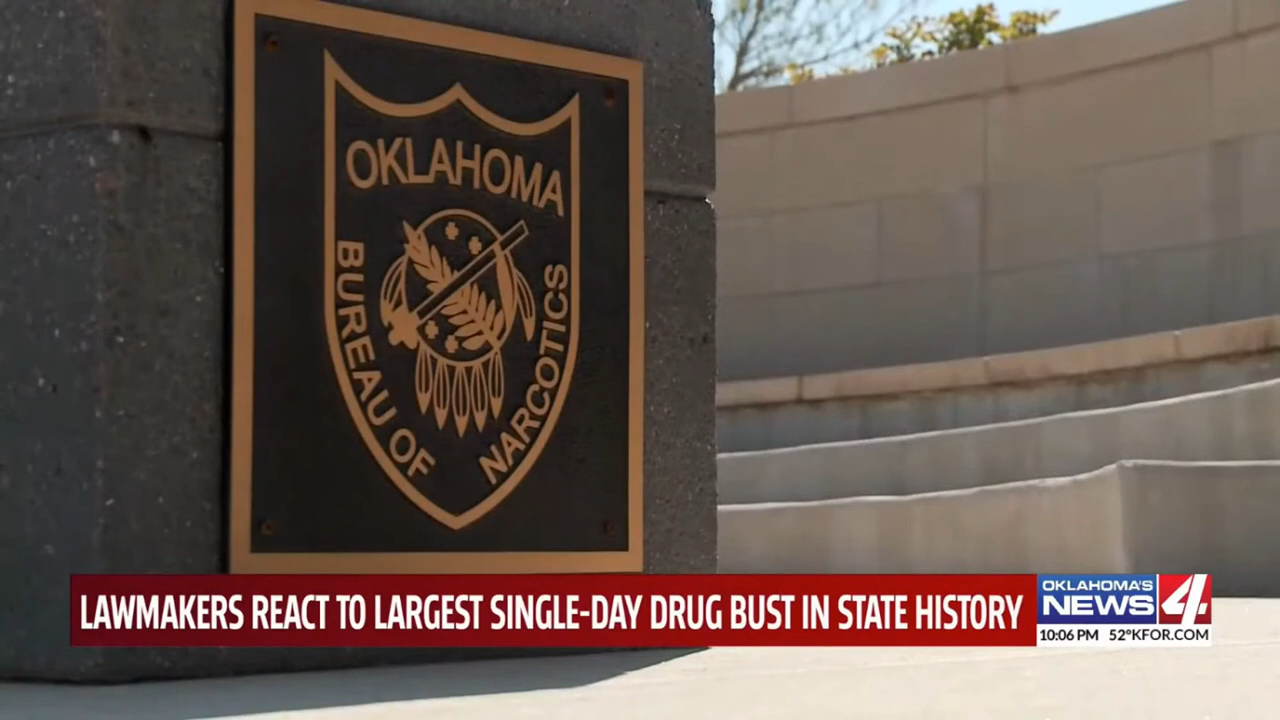 OKLAHOMA
BUREAU OF NARCOTICS
LAWMAKERS REACT TO LARGEST SINGLE-DAY DRUG BUST IN STATE HISTORY
OKLAHOMA'S
NEWS 4
10:06 PM 52° KFOR.COM